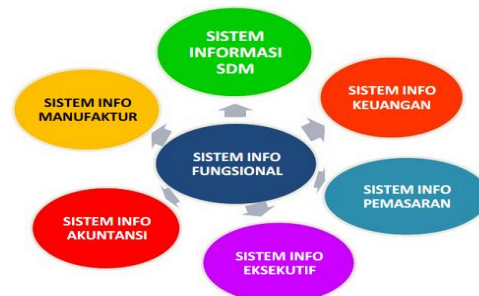 SISTEM
INFORMASI
SDM
SISTEM INFO
MANUFAKTUR
SISTEM INFO
KEUANGAN
SISTEM INFO
FUNGSIONAL
SISTEM INFO
PEMASARAN
SISTEM INFO
AKUNTANSI
SISTEM INFO
EKSEKUTIF